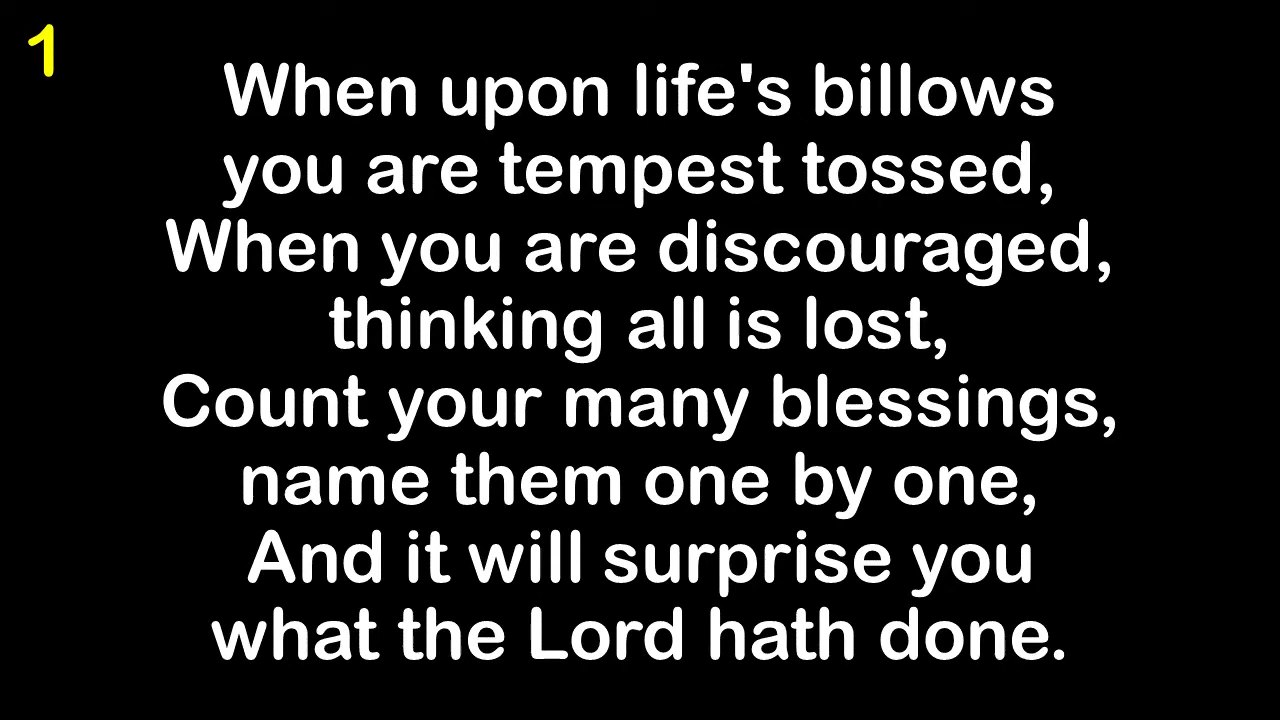 1
When upon life's billows
you are tempest tossed,
When you are discouraged,
thinking all is lost,
Count your many blessings,
name them one by one,
And it will surprise you
what the Lord hath done.